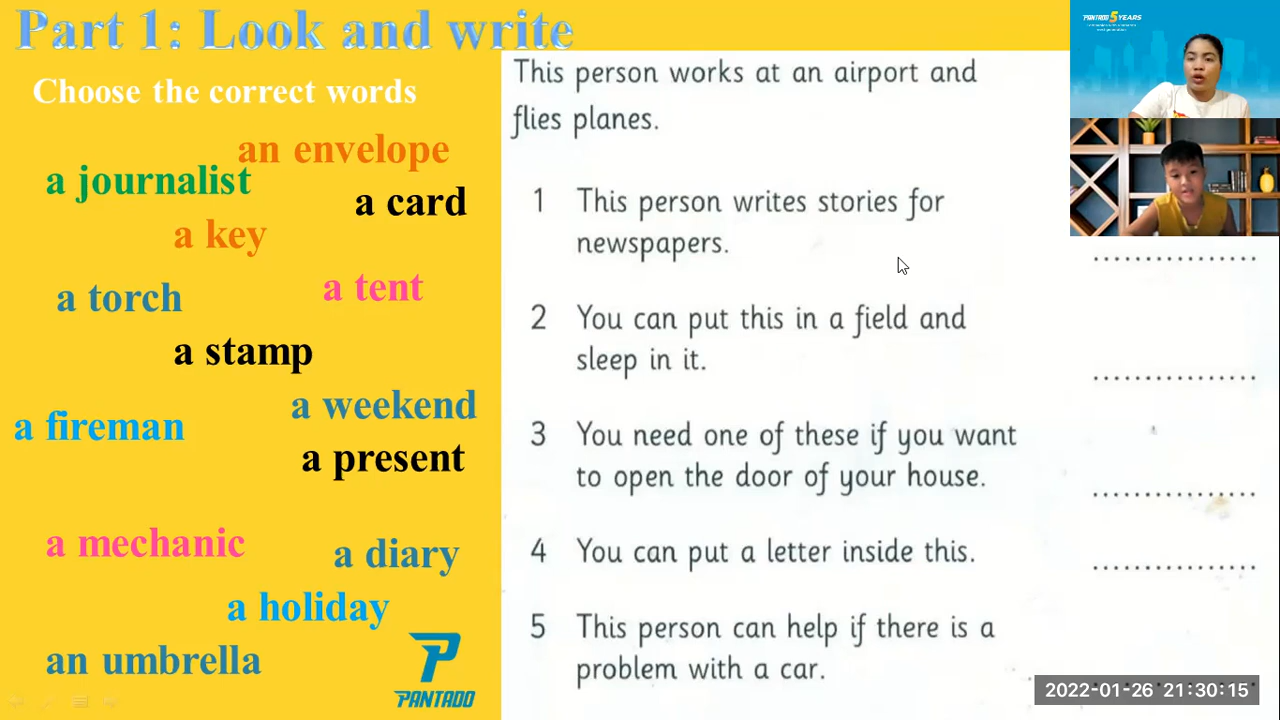 Part 1: Look and write
Choose the correct words
an envelope
a journalist
a card
a key
a tent
a torch
a stamp
a weekend
a fireman
a present
a mechanic
a diary
a holiday
an umbrella
PANTADO
This person works at an airport and
flies planes.
1 This person writes stories for
newspapers.
2 You can put this in a field and
sleep in it.
3 You need one of these if you want
to open the door of your house.
4 You can put a letter inside this.
5 This person can help if there is a
problem with a car.
PANTADO 5 YEARS
2022-01-26 21:30:15